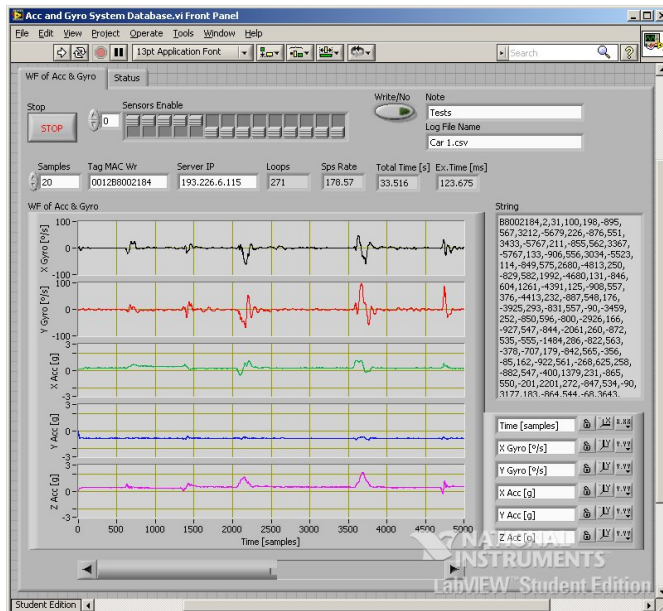 Acc and Gyro System Database.vi Front Panel
File Edit View Project Operate Tools Window Help
13pt Application Font
Search
WF of Acc & Gyro
Status
Stop
STOP
0
Sensors Enable
Write/No
Note
Tests
Log File Name
Car 1.csv
Samples
20
Tag MAC Wr
0012B8002184
Server IP
193.226.6.115
Loops
271
Sps Rate
178.57
Total Time [s]
33.516
Ex.Time [ms]
123.675
WF of Acc & Gyro
X Gyro [º/s]
100
0
-100
Y Gyro [º/s]
100
0
-100
X Acc [g]
3
0
-3
Y Acc [g]
3
0
-3
Z Acc [g]
3
0
-3
0 500 1000 1500 2000 2500 3000 3500 4000 4500 5000
Time [samples]
String
B8002184,2,31,100,198,-895,
567,3212,-5679,226,-876,551,
3433,-5767,211,-855,562,3367,
-5767,133,-906,556,3034,-5523,
114,-849,575,2680,-4813,250,
-829,582,1992,-4680,131,-846,
604,1261,-4391,125,-908,557,
376,-4413,232,-887,548,176,
-3925,293,-831,557,-90,-3459,
252,-850,596,-800,-2926,166,
-927,547,-844,-2061,260,-872,
535,-555,-1484,286,-822,563,
-378,-707,179,-842,565,-356,
-85,162,-922,561,-268,625,258,
-882,547,-400,1379,231,-865,
550,-201,2201,272,-847,534,-90,
3177,183,-864,544,-68,3643,
Time [samples]
X Gyro [º/s]
Y Gyro [º/s]
X Acc [g]
Y Acc [g]
Z Acc [g]
NATIONAL
INSTRUMENTS
LabVIEW Student Edition
Student Edition